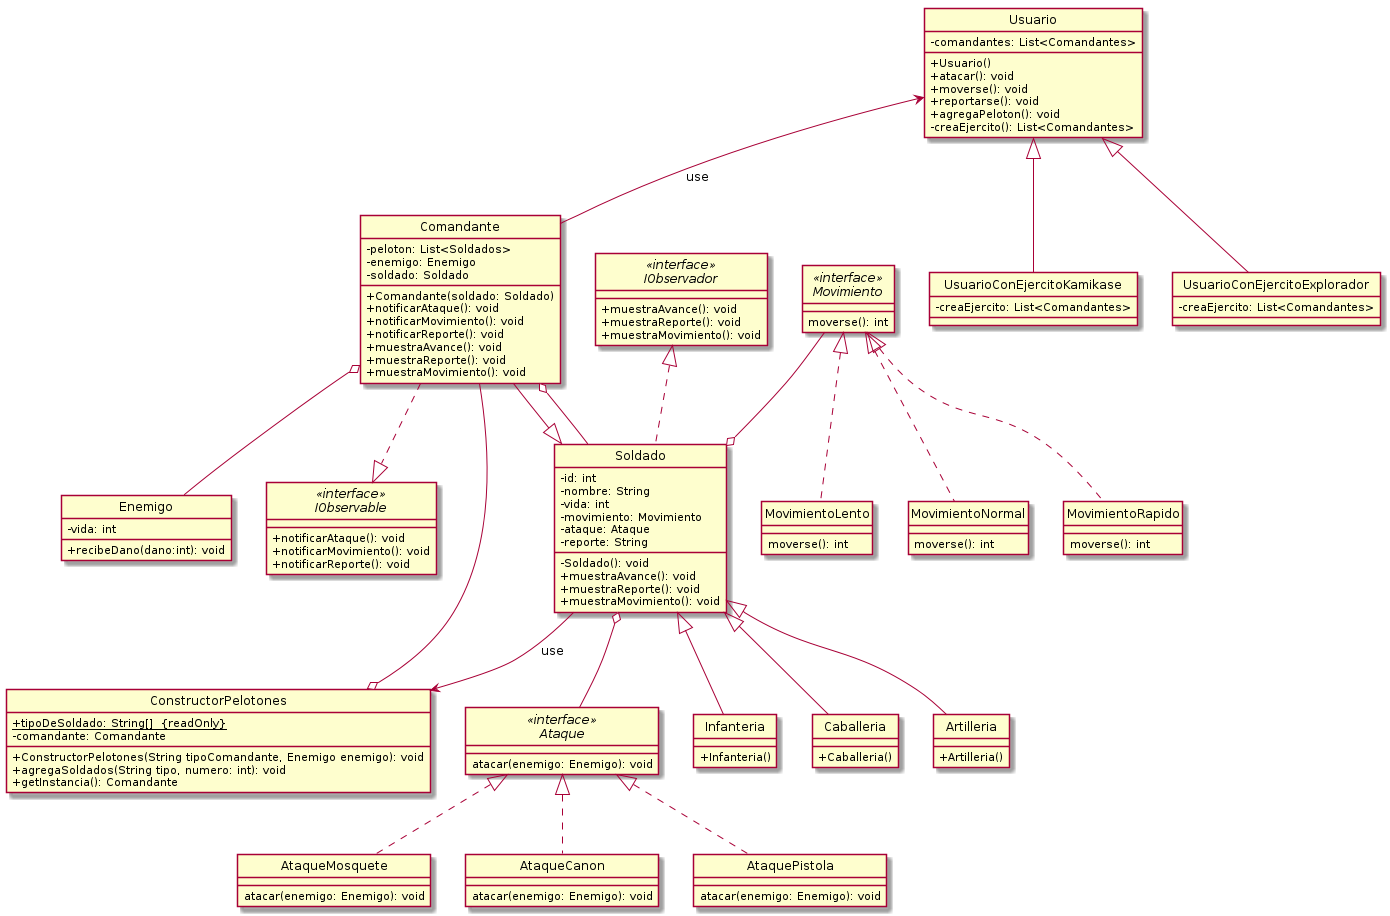 Usuario
-comandantes: List<Comandantes>
+Usuario()
+atacar(): void
+moverse(): void
+reportarse(): void
+agregaPeloton(): void
-creaEjercito(): List<Comandantes>
use
Comandante
-peloton: List<Soldados>
-enemigo: Enemigo
-soldado: Soldado
+Comandante(soldado: Soldado)
+notificarAtaque(): void
+notificarMovimiento(): void
+notificarReporte(): void
+muestraAvance(): void
+muestraReporte(): void
+muestraMovimiento(): void
«interface»
IObservador
+muestraAvance(): void
+muestraReporte(): void
+muestraMovimiento(): void
«interface»
Movimiento
moverse(): int
UsuarioConEjercitoKamikase
-creaEjercito: List<Comandantes>
UsuarioConEjercitoExplorador
-creaEjercito: List<Comandantes>
Enemigo
-vida: int
+recibeDano(dano:int): void
«interface»
IObservable
+notificarAtaque(): void
+notificarMovimiento(): void
+notificarReporte(): void
Soldado
-id: int
-nombre: String
-vida: int
-movimiento: Movimiento
-ataque: Ataque
-reporte: String
-Soldado(): void
+muestraAvance(): void
+muestraReporte(): void
+muestraMovimiento(): void
MovimientoLento
moverse(): int
MovimientoNormal
moverse(): int
MovimientoRapido
moverse(): int
use
ConstructorPelotones
+tipoDeSoldado: String[] {readOnly}
-comandante: Comandante
+ConstructorPelotones(String tipoComandante, Enemigo enemigo): void
+agregaSoldados(String tipo, numero: int): void
+getInstancia(): Comandante
«interface»
Ataque
atacar(enemigo: Enemigo): void
Infanteria
+Infanteria()
Caballeria
+Caballeria()
Artilleria
+Artilleria()
AtaqueMosquete
atacar(enemigo: Enemigo): void
AtaqueCanon
atacar(enemigo: Enemigo): void
AtaquePistola
atacar(enemigo: Enemigo): void